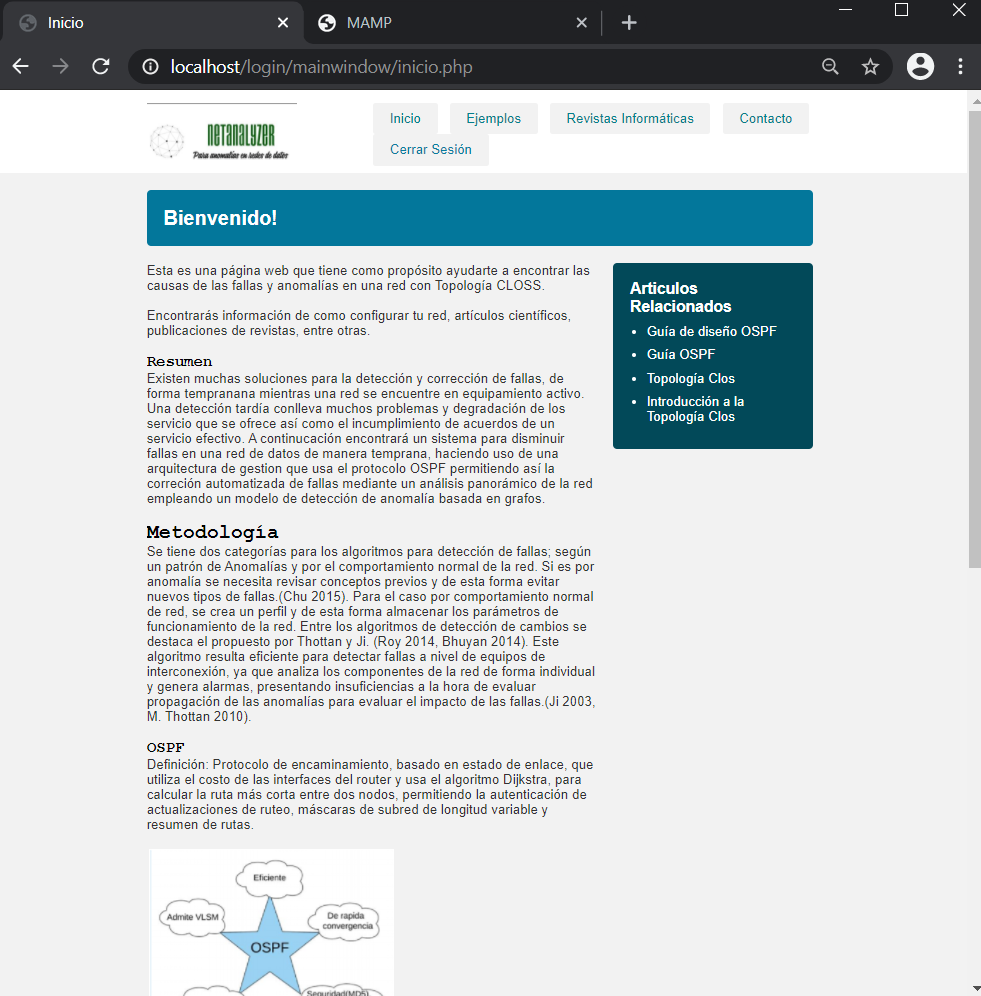 Inicio
MAMP
localhost/login/mainwindow/inicio.php
NETANALYZER
Para anomalías en redes de datos
Inicio
Ejemplos
Revistas Informáticas
Contacto
Cerrar Sesión
Bienvenido!
Esta es una página web que tiene como propósito ayudarte a encontrar las
causas de las fallas y anomalías en una red con Topología CLOSS.
Encontrarás información de como configurar tu red, artículos científicos,
publicaciones de revistas, entre otras.
Resumen
Existen muchas soluciones para la detección y corrección de fallas, de
forma tempranana mientras una red se encuentre en equipamiento activo.
Una detección tardía conlleva muchos problemas y degradación de los
servicio que se ofrece así como el incumplimiento de acuerdos de un
servicio efectivo. A continucación encontrará un sistema para disminuir
fallas en una red de datos de manera temprana, haciendo uso de una
arquitectura de gestion que usa el protocolo OSPF permitiendo así la
correción automatizada de fallas mediante un análisis panorámico de la red
empleando un modelo de detección de anomalía basada en grafos.
Metodología
Se tiene dos categorías para los algoritmos para detección de fallas; según
un patrón de Anomalías y por el comportamiento normal de la red. Si es por
anomalía se necesita revisar conceptos previos y de esta forma evitar
nuevos tipos de fallas.(Chu 2015). Para el caso por comportamiento normal
de red, se crea un perfil y de esta forma almacenar los parámetros de
funcionamiento de la red. Entre los algoritmos de detección de cambios se
destaca el propuesto por Thottan y Ji. (Roy 2014, Bhuyan 2014). Este
algoritmo resulta eficiente para detectar fallas a nivel de equipos de
interconexión, ya que analiza los componentes de la red de forma individual
y genera alarmas, presentando insuficiencias a la hora de evaluar
propagación de las anomalías para evaluar el impacto de las fallas.(Ji 2003,
M. Thottan 2010).
OSPF
Definición: Protocolo de encaminamiento, basado en estado de enlace, que
utiliza el costo de las interfaces del router y usa el algoritmo Dijkstra, para
calcular la ruta más corta entre dos nodos, permitiendo la autenticación de
actualizaciones de ruteo, máscaras de subred de longitud variable y
resumen de rutas.
Eficiente
Admite VLSM
De rapida
convergencia
OSPF
Seguridad(MD5)
Articulos
Relacionados
Guía de diseño OSPF
Guía OSPF
Topología Clos
Introducción a la
Topología Clos